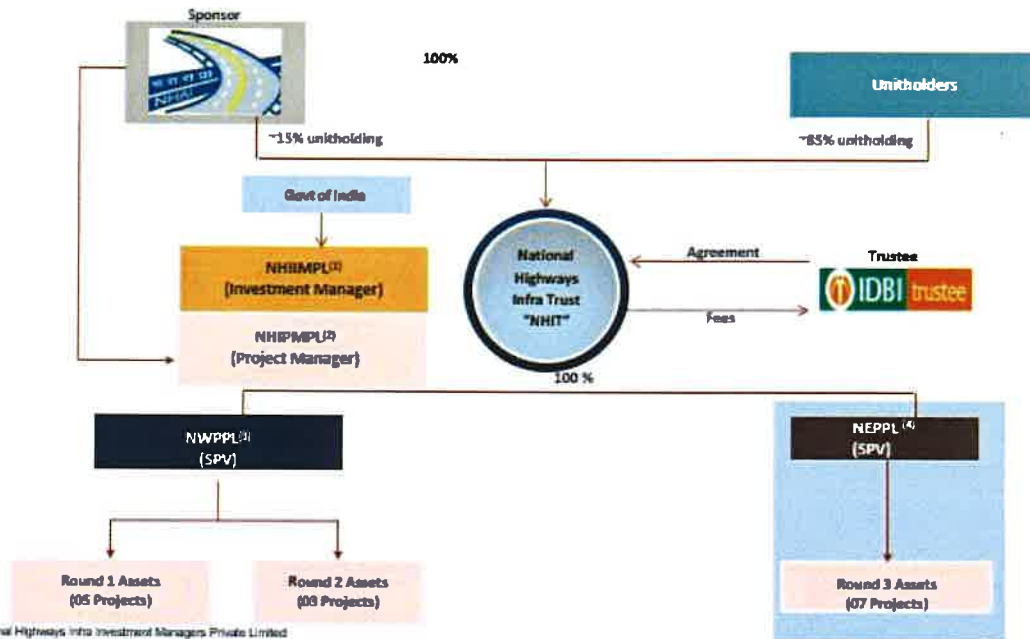 Sponsor
NHAI
100%
Unitholders
~15% unitholding
~85% unitholding
Govt of India
NHIIMPL(1)
(Investment Manager)
NHIPMPL(2)
(Project Manager)
National
Highways
Infra Trust
"NHIT"
Agreement
Fees
Trustee
IDBI trustee
100 %
NWPPL(3)
(SPV)
NEPPL (4)
(SPV)
Round 1 Assets
(05 Projects)
Round 2 Assets
(03 Projects)
Round 3 Assets
(07 Projects)
Highways Infra Investment Managers Private Limited